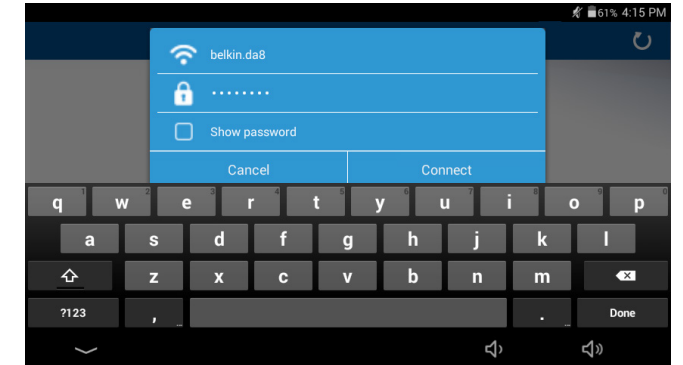 61% 4:15 PM
belkin.da8
········
Show password
Cancel Connect
q 1 w 2 e 3 r 4 t 5 y 6 u 7 i 8 o 9 p 0
a s d f g h j k l
z x c v b n m
?123 , ... . ... Done